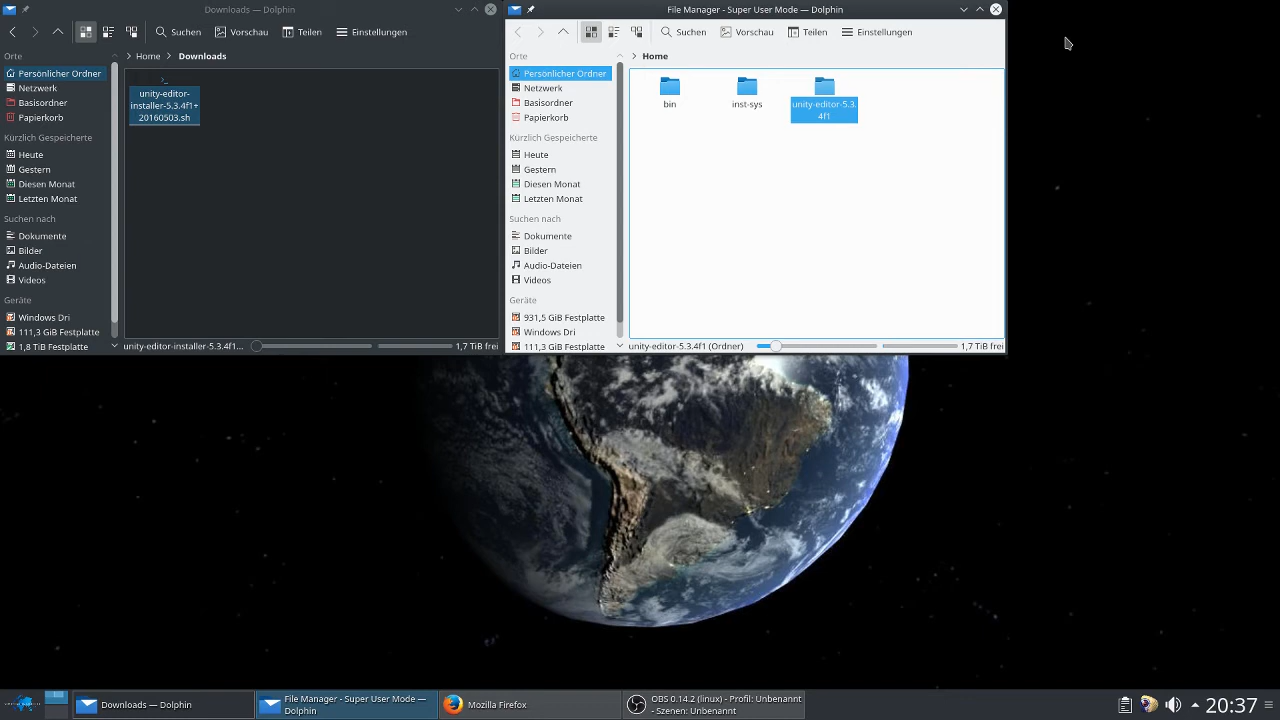 Downloads — Dolphin
Suchen
Vorschau
Teilen
Einstellungen
Orte
Home
Downloads
Persönlicher Ordner
Netzwerk
Basisordner
Papierkorb
Kürzlich Gespeicherte
Heute
Gestern
Diesen Monat
Letzten Monat
Suchen nach
Dokumente
Bilder
Audio-Dateien
Videos
Geräte
Windows Dri
111,3 GiB Festplatte
1,8 TiB Festplatte
unity-editor-
installer-5.3.4f1+
unity-editor-installer-5.3.4f1...
1,7 TiB frei
File Manager - Super User Mode — Dolphin
Suchen
Vorschau
Teilen
Einstellungen
Orte
Home
Persönlicher Ordner
Netzwerk
Basisordner
Papierkorb
Kürzlich Gespeicherte
Heute
Gestern
Diesen Monat
Letzten Monat
Suchen nach
Dokumente
Bilder
Audio-Dateien
Videos
Geräte
931,5 GiB Festplatte
Windows Dri
111,3 GiB Festplatte
bin
inst-sys
unity-editor-5.3.
4f1
unity-editor-5.3.4f1 (Ordner)
1,7 TiB frei
Downloads — Dolphin
File Manager - Super User Mode —
Dolphin
Mozilla Firefox
OBS 0.14.2 (linux) - Profil: Unbenannt
- Szenen: Unbenannt
20:37